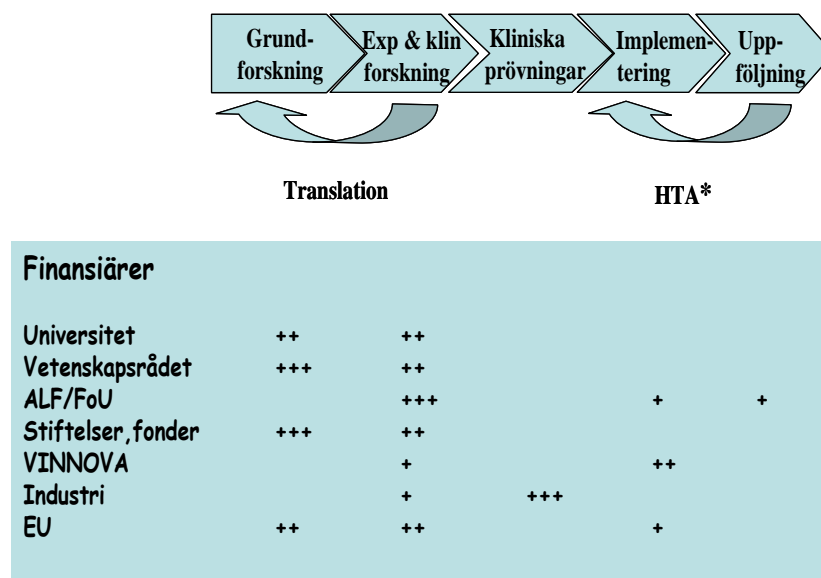 Grund-
forskning
Exp & klin
forskning
Kliniska
prövningar
Implemen-
tering
Upp-
följning
Translation
HTA*
Finansiärer
Universitet ++ ++
Vetenskapsrådet +++ ++
ALF/FoU +++ + +
Stiftelser,fonder +++ ++
VINNOVA + ++
Industri + +++
EU ++ ++ +